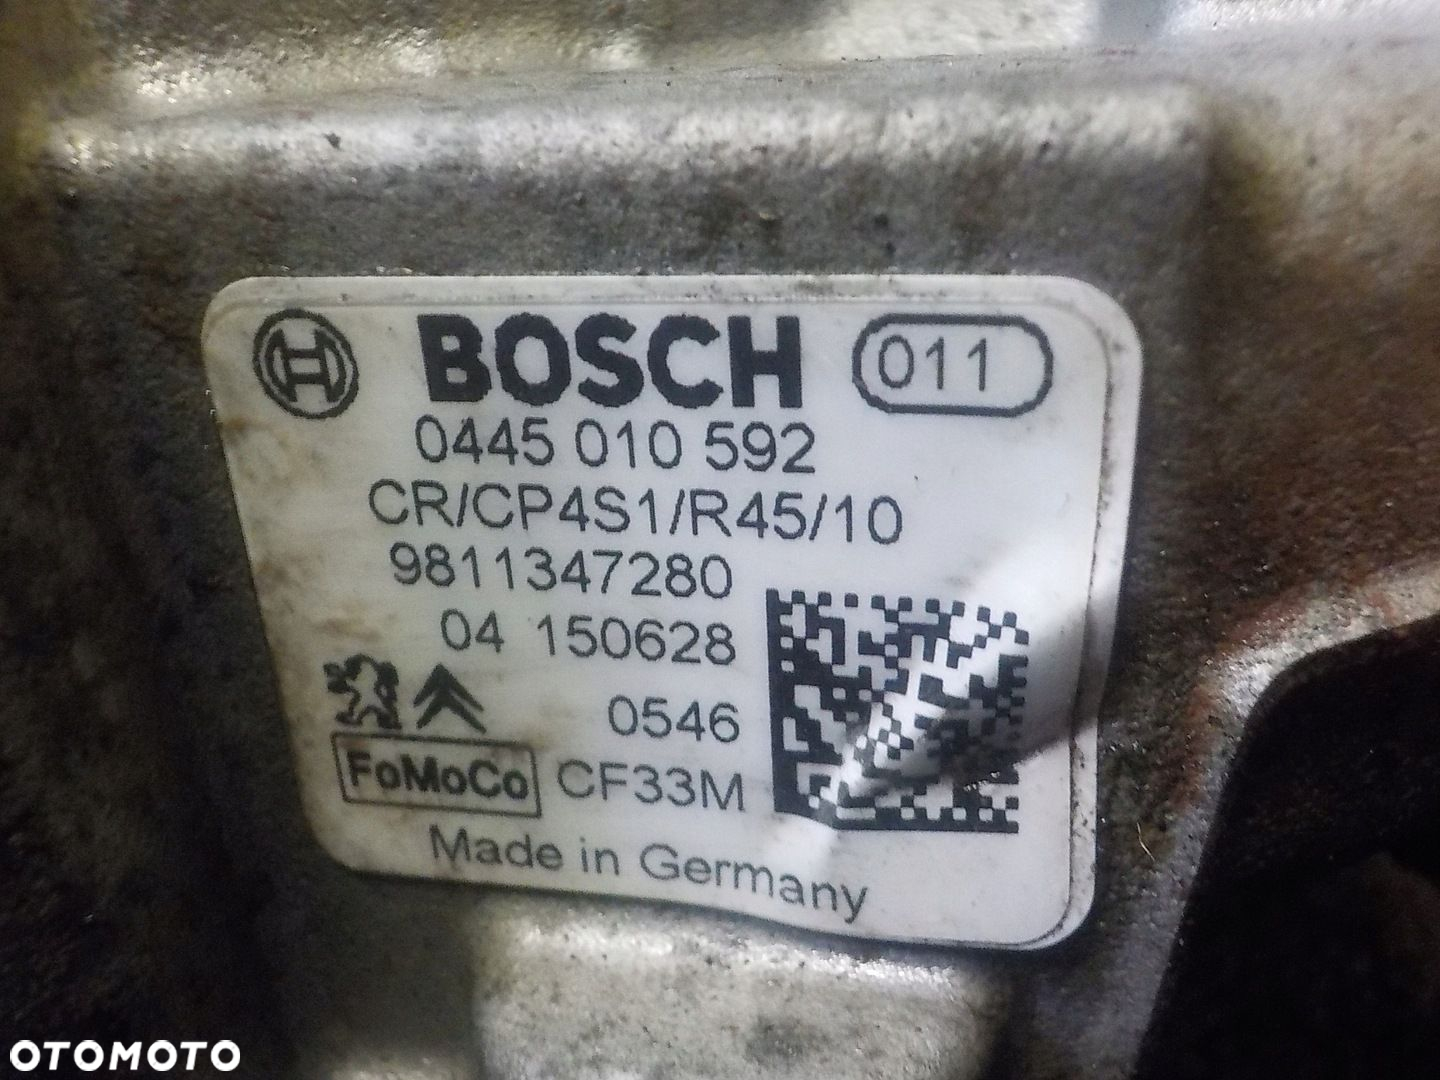 BOSCH 011
0445 010 592
CR/CP4S1/R45/10
9811347280
04 150628
0546
FoMoCo CF33M
Made in Germany
OTOMOTO